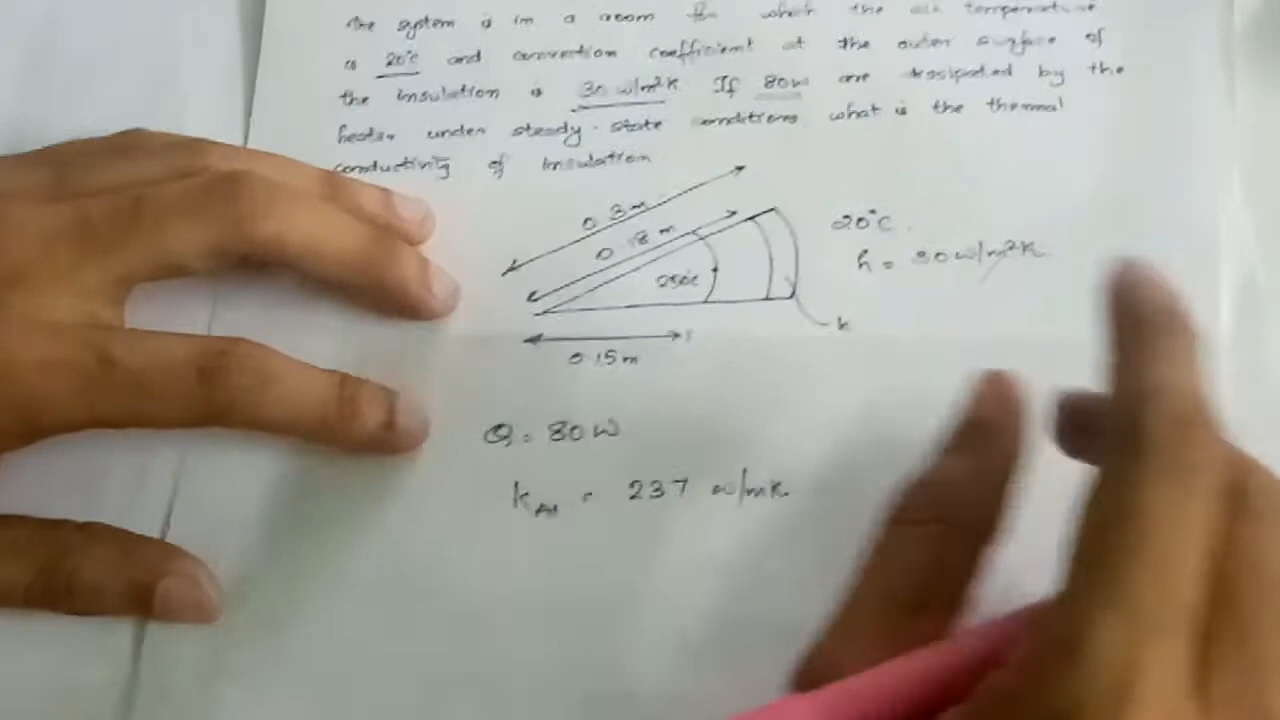 The system is in a room for which the air temperature
is 20°C and convection coefficient at the outer surface of
the insulation is 30 W/m²K. If 80W are dissipated by the
heater under steady-state conditions, what is the thermal
conductivity of insulation
0.3m
0.18m
20°C
h = 30 W/m²K
k
0.15m
Q = 80W
k_Al = 237 W/mK